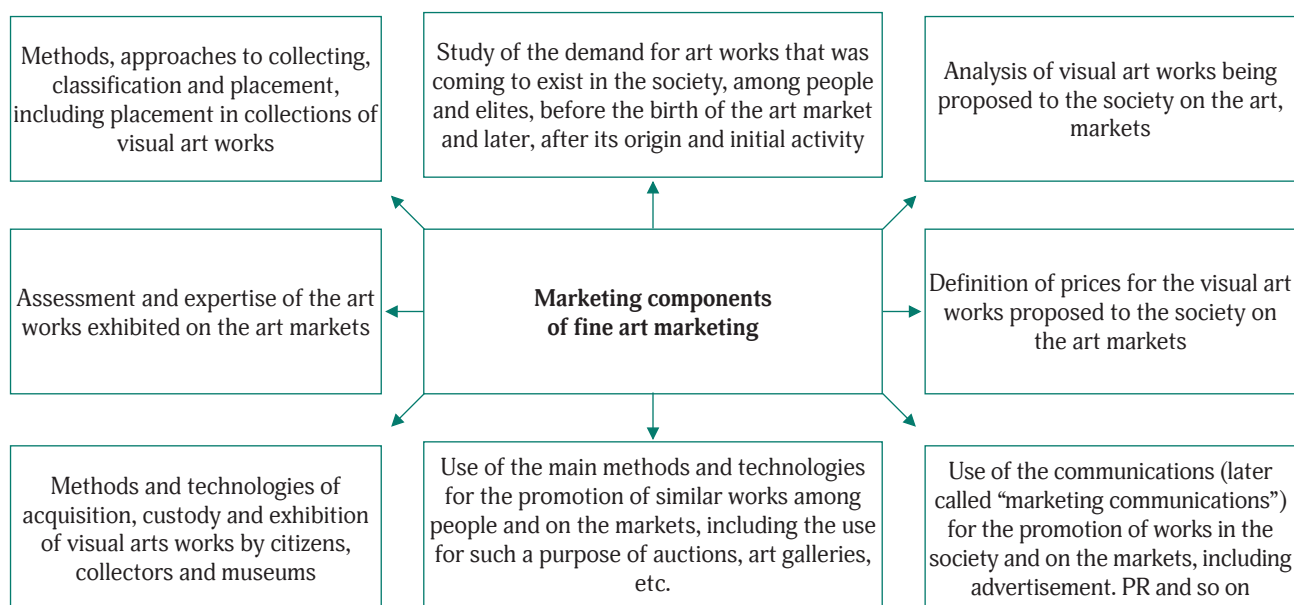 Methods, approaches to collecting,
classification and placement,
including placement in collections of
visual art works
Study of the demand for art works that was
coming to exist in the society, among people
and elites, before the birth of the art market
and later, after its origin and initial activity
Analysis of visual art works being
proposed to the society on the art,
markets
Assessment and expertise of the art
works exhibited on the art markets
Marketing components
of fine art marketing
Definition of prices for the visual art
works proposed to the society on
the art markets
Methods and technologies of
acquisition, custody and exhibition
of visual arts works by citizens,
collectors and museums
Use of the main methods and technologies
for the promotion of similar works among
people and on the markets, including the use
for such a purpose of auctions, art galleries,
etc.
Use of the communications (later
called “marketing communications”)
for the promotion of works in the
society and on the markets, including
advertisement. PR and so on